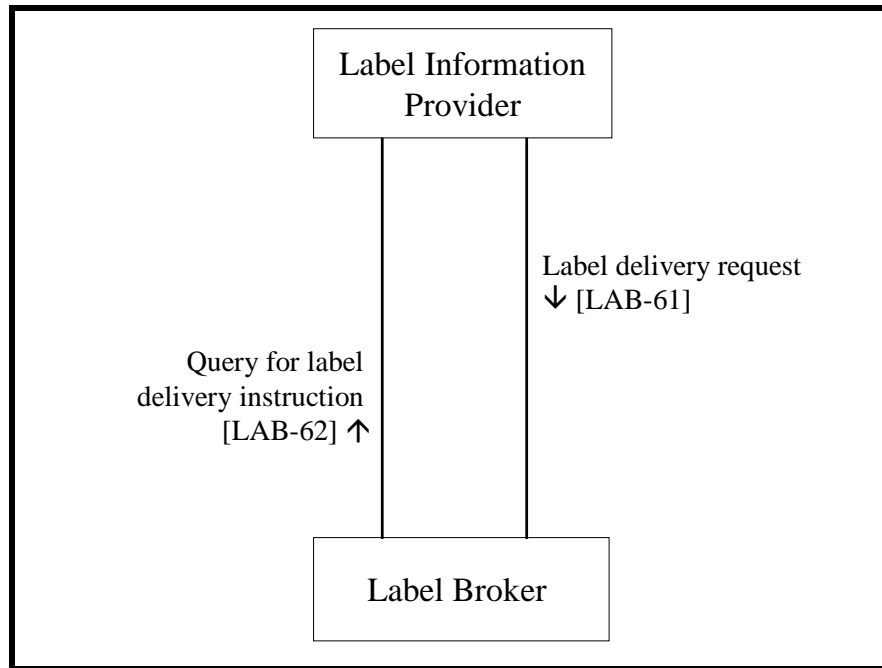 Label Information
Provider
Label delivery request
↓ [LAB-61]
Query for label
delivery instruction
[LAB-62] ↑
Label Broker